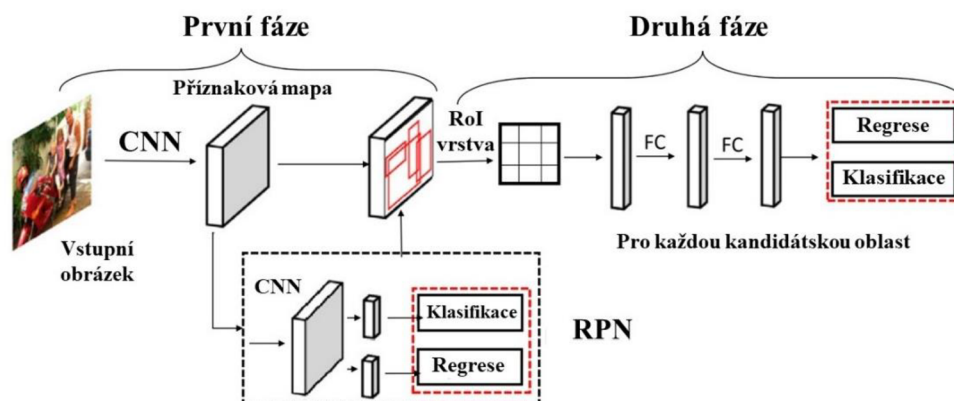 První fáze
Druhá fáze
Příznaková mapa
CNN
RoI
vrstva
FC
FC
Regrese
Klasifikace
Vstupní
obrázek
Pro každou kandidátskou oblast
CNN
Klasifikace
Regrese
RPN